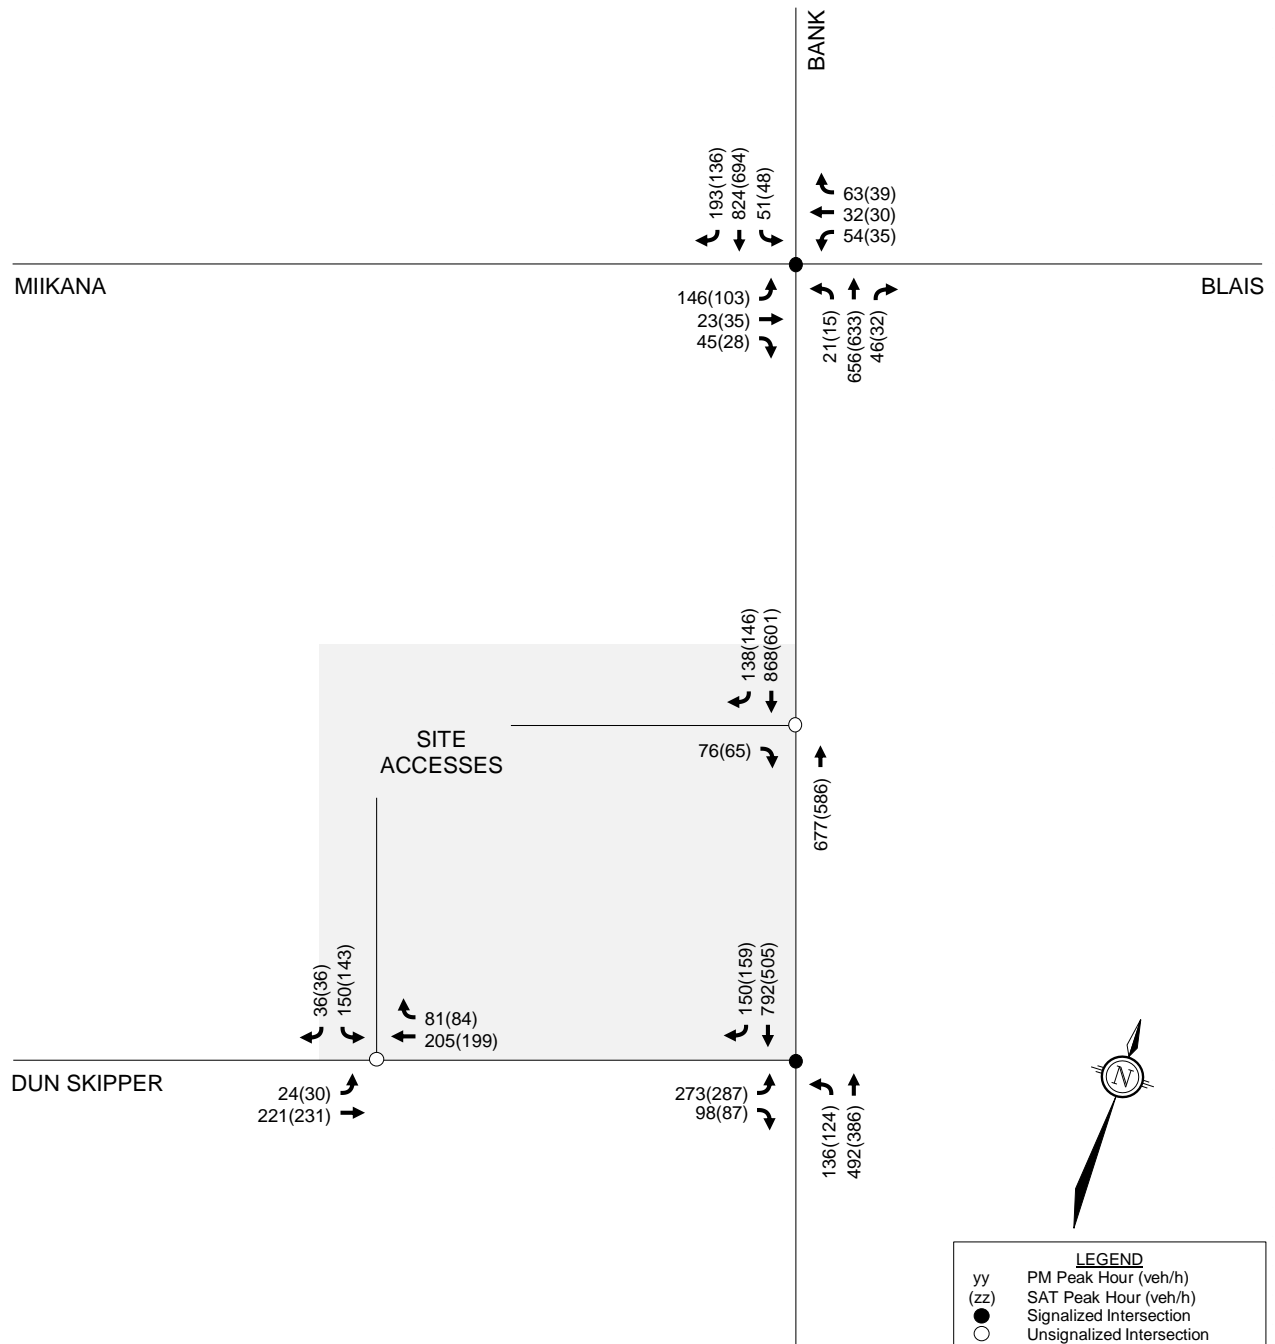 BANK
193(136)
824(694)
51(48)
63(39)
32(30)
54(35)
MIIKANA
BLAIS
146(103)
23(35)
45(28)
21(15)
656(633)
46(32)
138(146)
868(601)
SITE
ACCESSES
76(65)
677(586)
36(36)
150(143)
81(84)
205(199)
150(159)
792(505)
DUN SKIPPER
24(30)
221(231)
273(287)
98(87)
136(124)
492(386)
N
LEGEND
yy PM Peak Hour (veh/h)
(zz) SAT Peak Hour (veh/h)
Signalized Intersection
Unsignalized Intersection